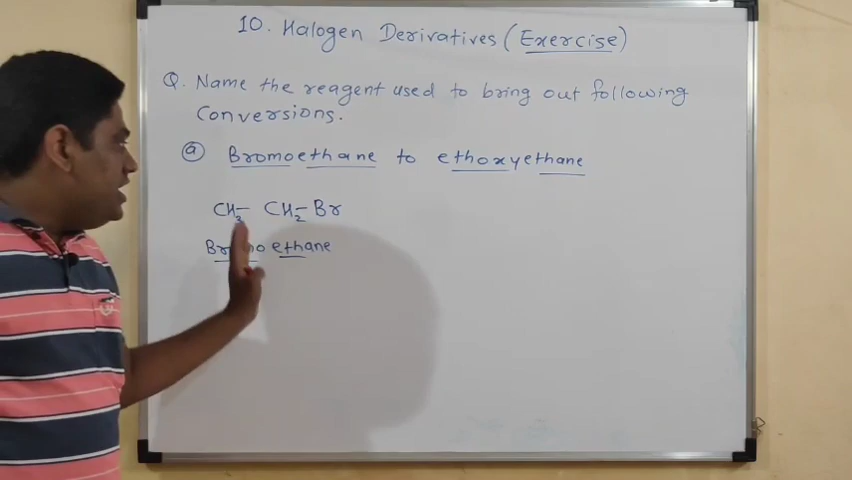 10. Halogen Derivatives (Exercise)
Q. Name the reagent used to bring out following
Conversions.
ⓐ Bromoethane to ethoxyethane
CH₃- CH₂-Br
ethane